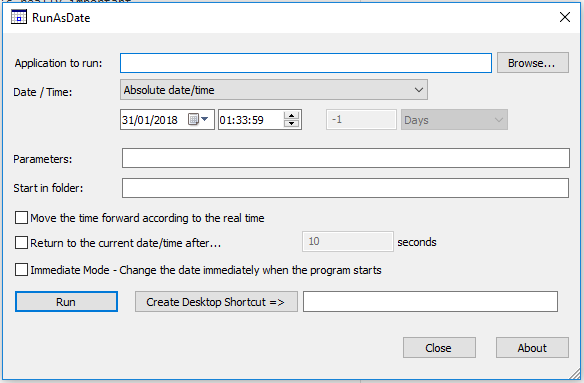 RunAsDate
Application to run:
Browse...
Date / Time:
Absolute date/time
31/01/2018
01:33:59
-1
Days
Parameters:
Start in folder:
Move the time forward according to the real time
Return to the current date/time after...
10
seconds
Immediate Mode - Change the date immediately when the program starts
Run
Create Desktop Shortcut =>
Close
About